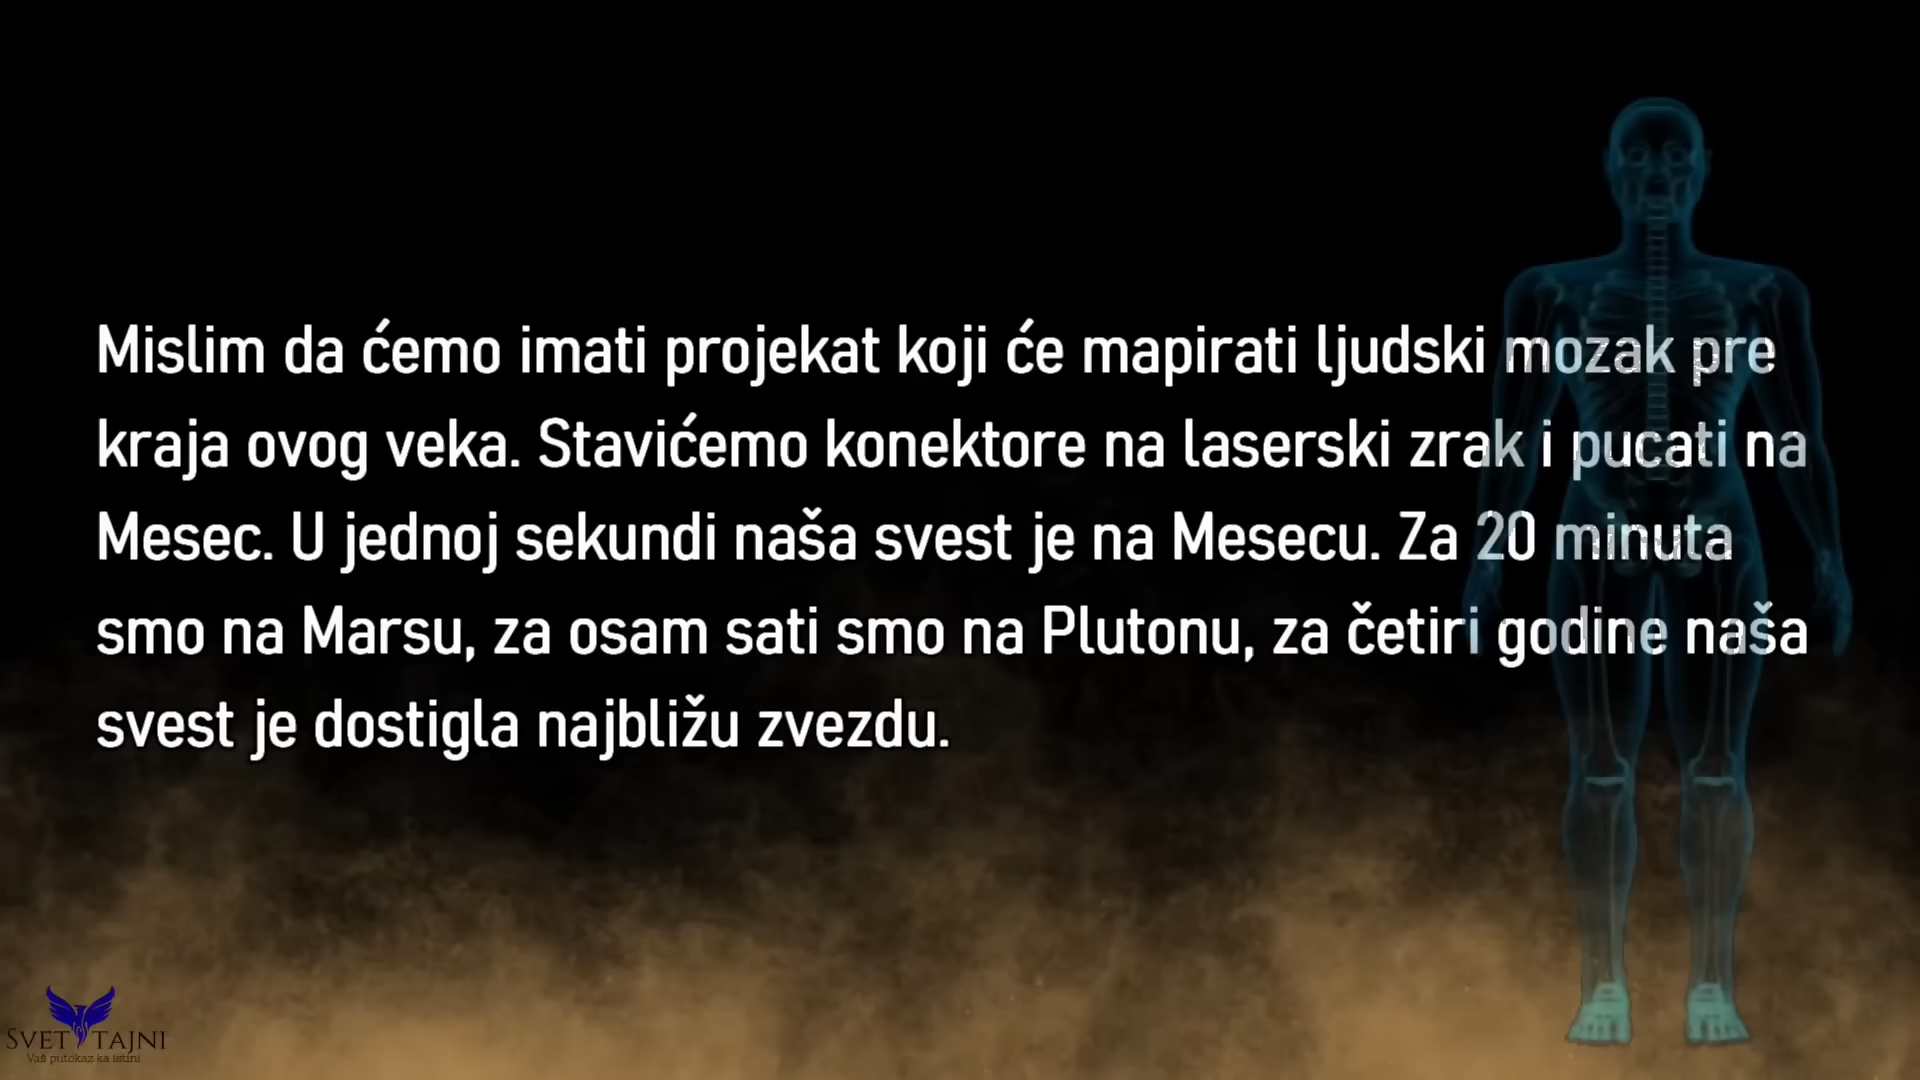 Mislim da ćemo imati projekat koji će mapirati ljudski mozak pre
kraja ovog veka. Stavićemo konektore na laserski zrak i pucati na
Mesec. U jednoj sekundi naša svest je na Mesecu. Za 20 minuta
smo na Marsu, za osam sati smo na Plutonu, za četiri godine naša
svest je dostigla najbližu zvezdu.
SVET TAJNI
Vaš putokaz ka istini